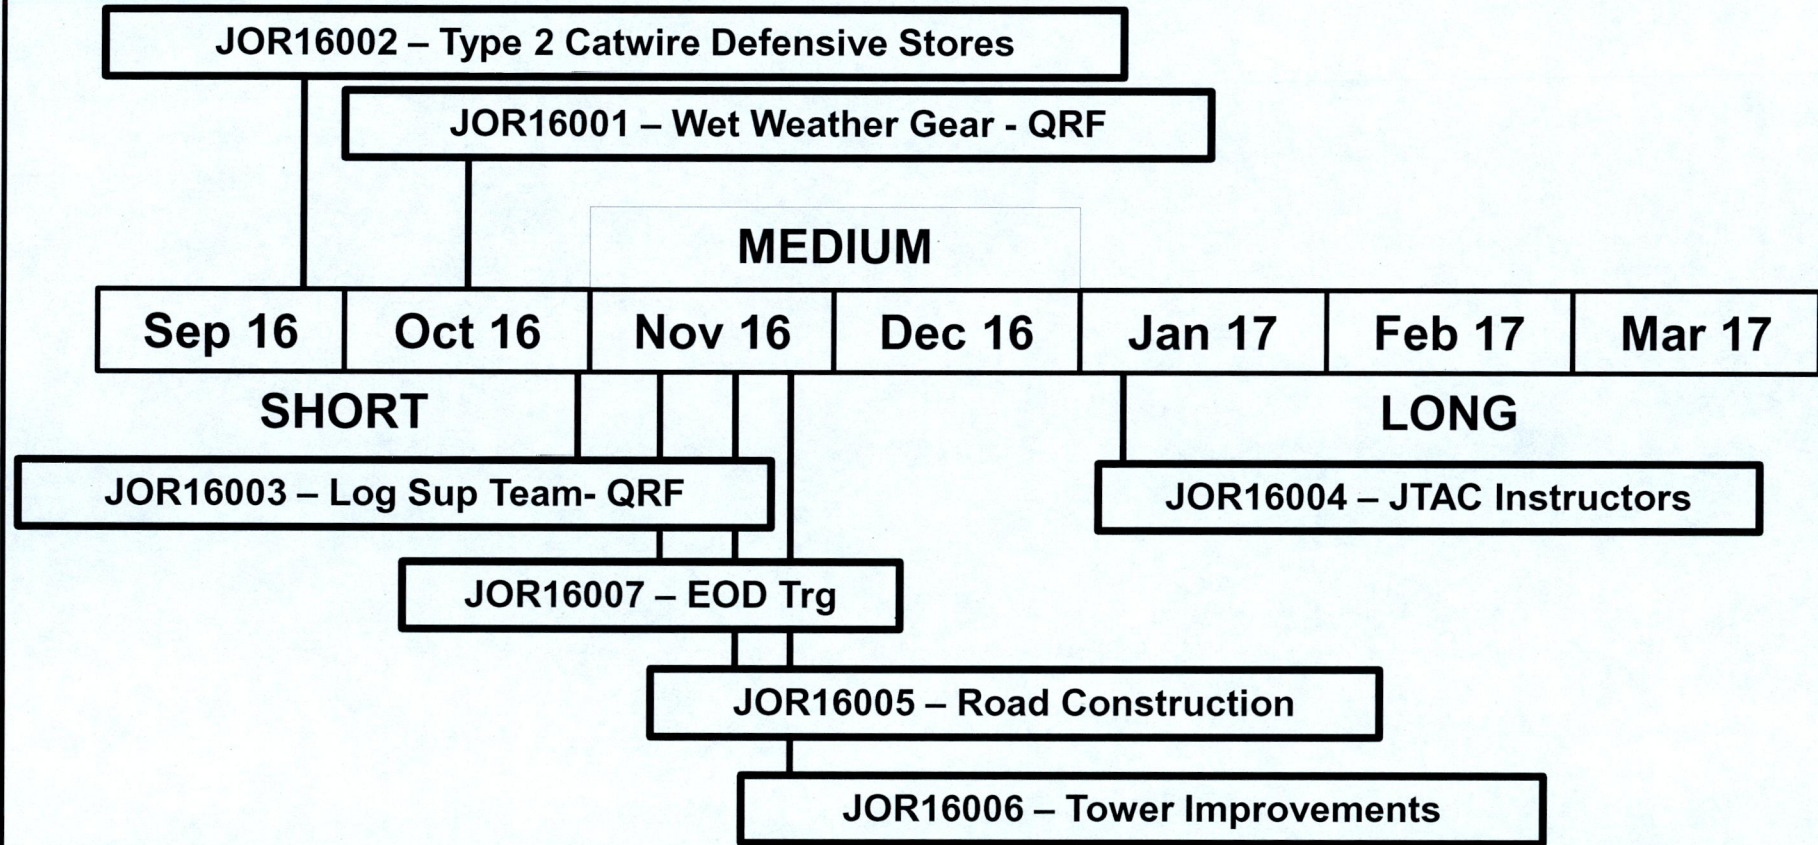 JOR16002 – Type 2 Catwire Defensive Stores
JOR16001 – Wet Weather Gear - QRF
MEDIUM
Sep 16 Oct 16 Nov 16 Dec 16 Jan 17 Feb 17 Mar 17
SHORT LONG
JOR16003 – Log Sup Team- QRF
JOR16004 – JTAC Instructors
JOR16007 – EOD Trg
JOR16005 – Road Construction
JOR16006 – Tower Improvements